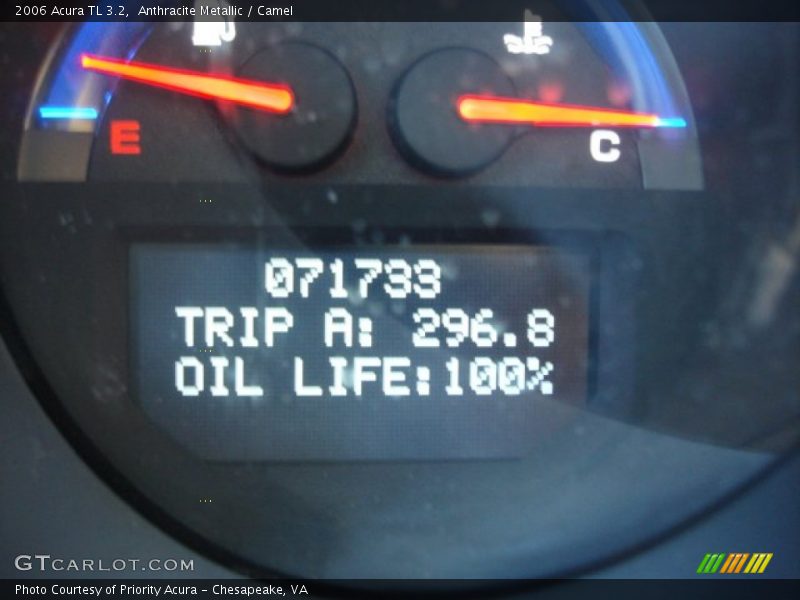 2006 Acura TL 3.2,  Anthracite Metallic / Camel
E
C
071733
TRIP A: 296.8
OIL LIFE:100%
GTCARLOT.COM
Photo Courtesy of Priority Acura – Chesapeake, VA